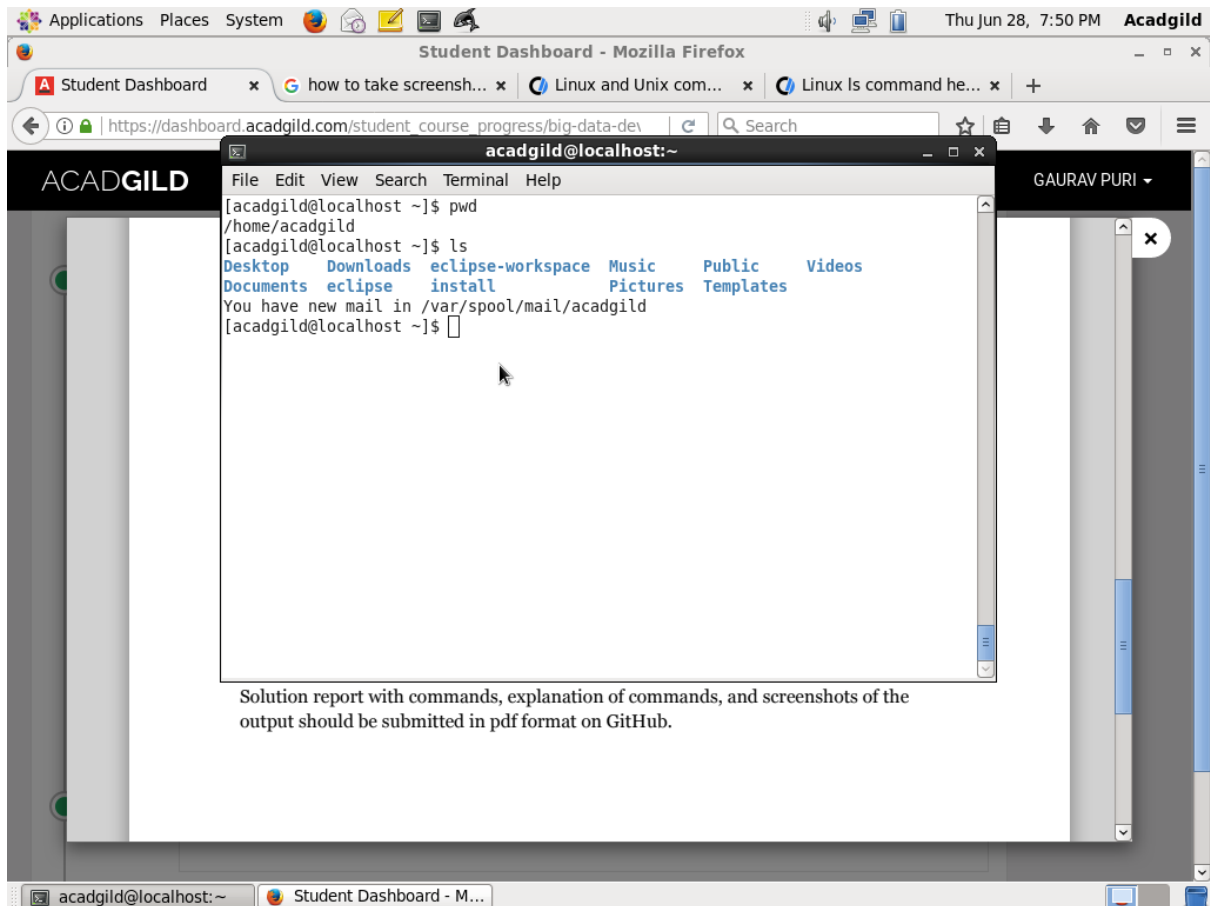 Applications Places System Thu Jun 28, 7:50 PM Acadgild
Student Dashboard - Mozilla Firefox
Student Dashboard how to take screensh... Linux and Unix com... Linux ls command he...
https://dashboard.acadgild.com/student_course_progress/big-data-dev Search
acadgild@localhost:~
ACADGILD File Edit View Search Terminal Help GAURAV PURI
[acadgild@localhost ~]$ pwd
/home/acadgild
[acadgild@localhost ~]$ ls
Desktop Downloads eclipse-workspace Music Public Videos
Documents eclipse install Pictures Templates
You have new mail in /var/spool/mail/acadgild
[acadgild@localhost ~]$
Solution report with commands, explanation of commands, and screenshots of the
output should be submitted in pdf format on GitHub.
acadgild@localhost:~ Student Dashboard - M...